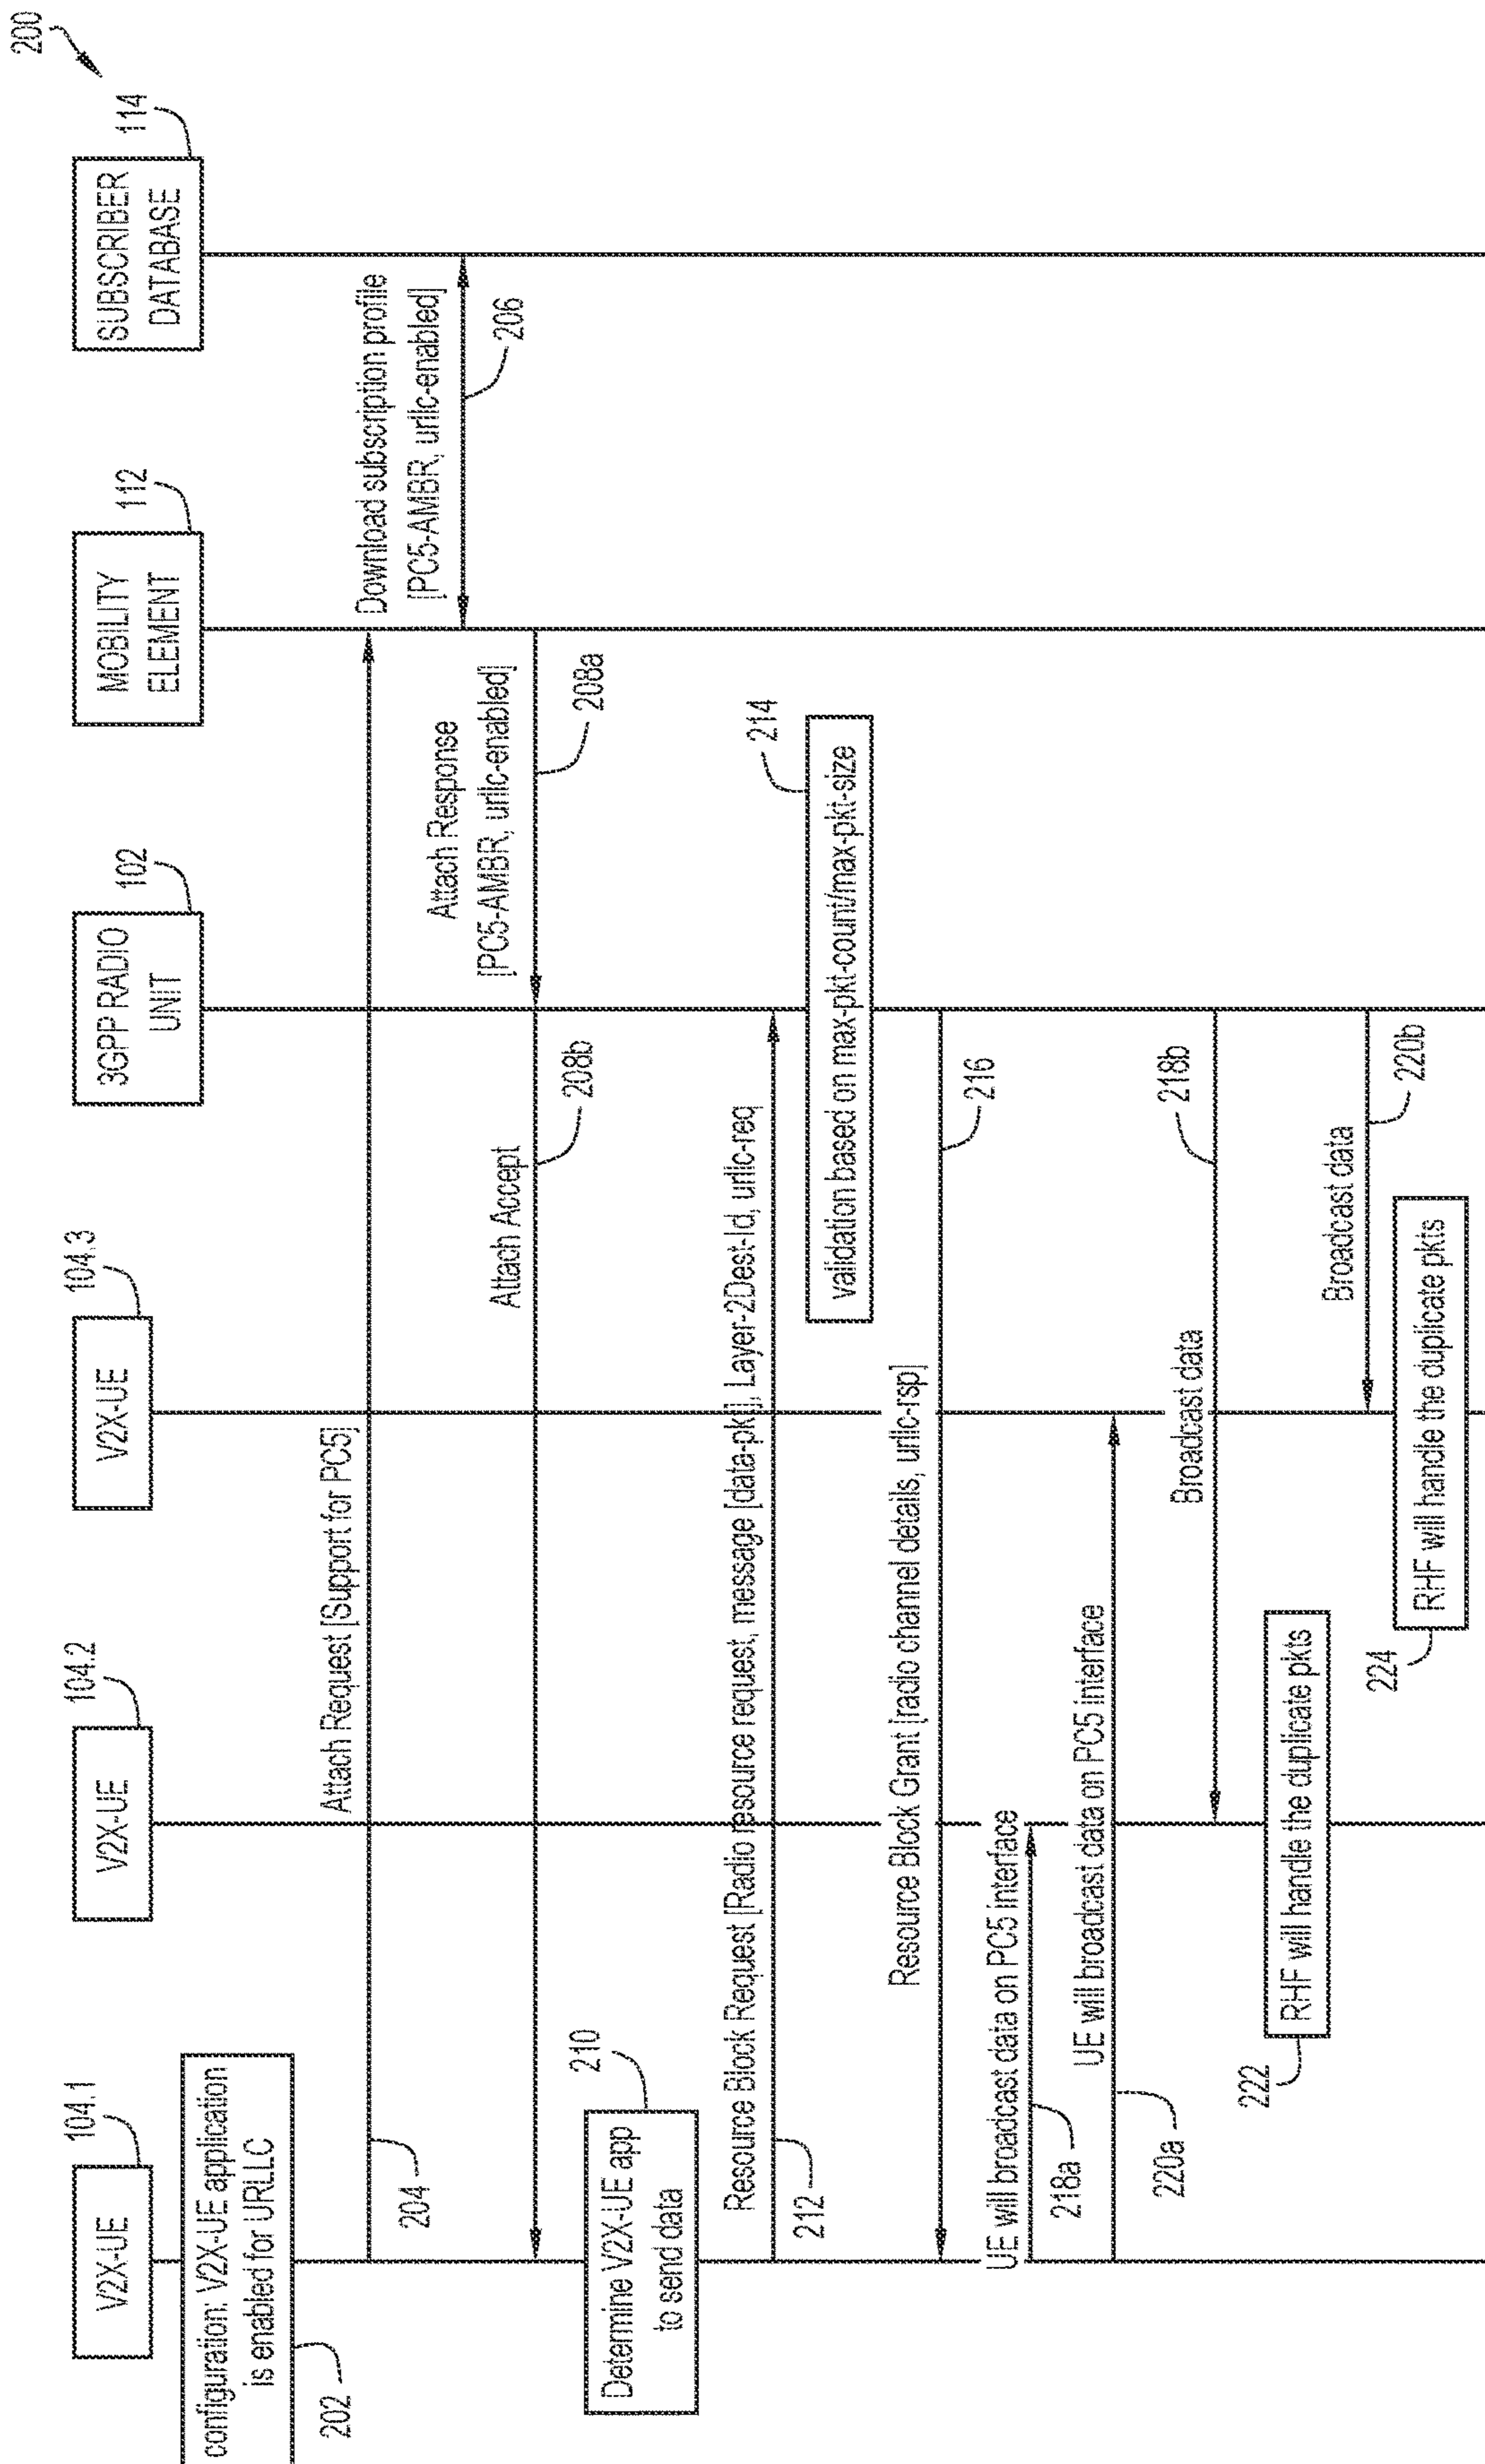 200
V2X-UE
104.1
V2X-UE
104.2
V2X-UE
104.3
3GPP RADIO
UNIT
102
MOBILITY
ELEMENT
112
SUBSCRIBER
DATABASE
114
configuration: V2X-UE application
is enabled for URLLC
202
Attach Request [Support for PC5]
204
Download subscription profile
[PC5-AMBR, urllc-enabled]
206
Attach Response
[PC5-AMBR, urllc-enabled]
208a
Attach Accept
208b
Determine V2X-UE app
to send data
210
Resource Block Request [Radio resource request, message [data-pkt]], Layer-2Dest-Id, urllc-req
212
validation based on max-pkt-count/max-pkt-size
214
Resource Block Grant [radio channel details, urllc-rsp]
216
UE will broadcast data on PC5 interface
218a
UE will broadcast data on PC5 interface
220a
Broadcast data
218b
Broadcast data
220b
RHF will handle the duplicate pkts
222
RHF will handle the duplicate pkts
224